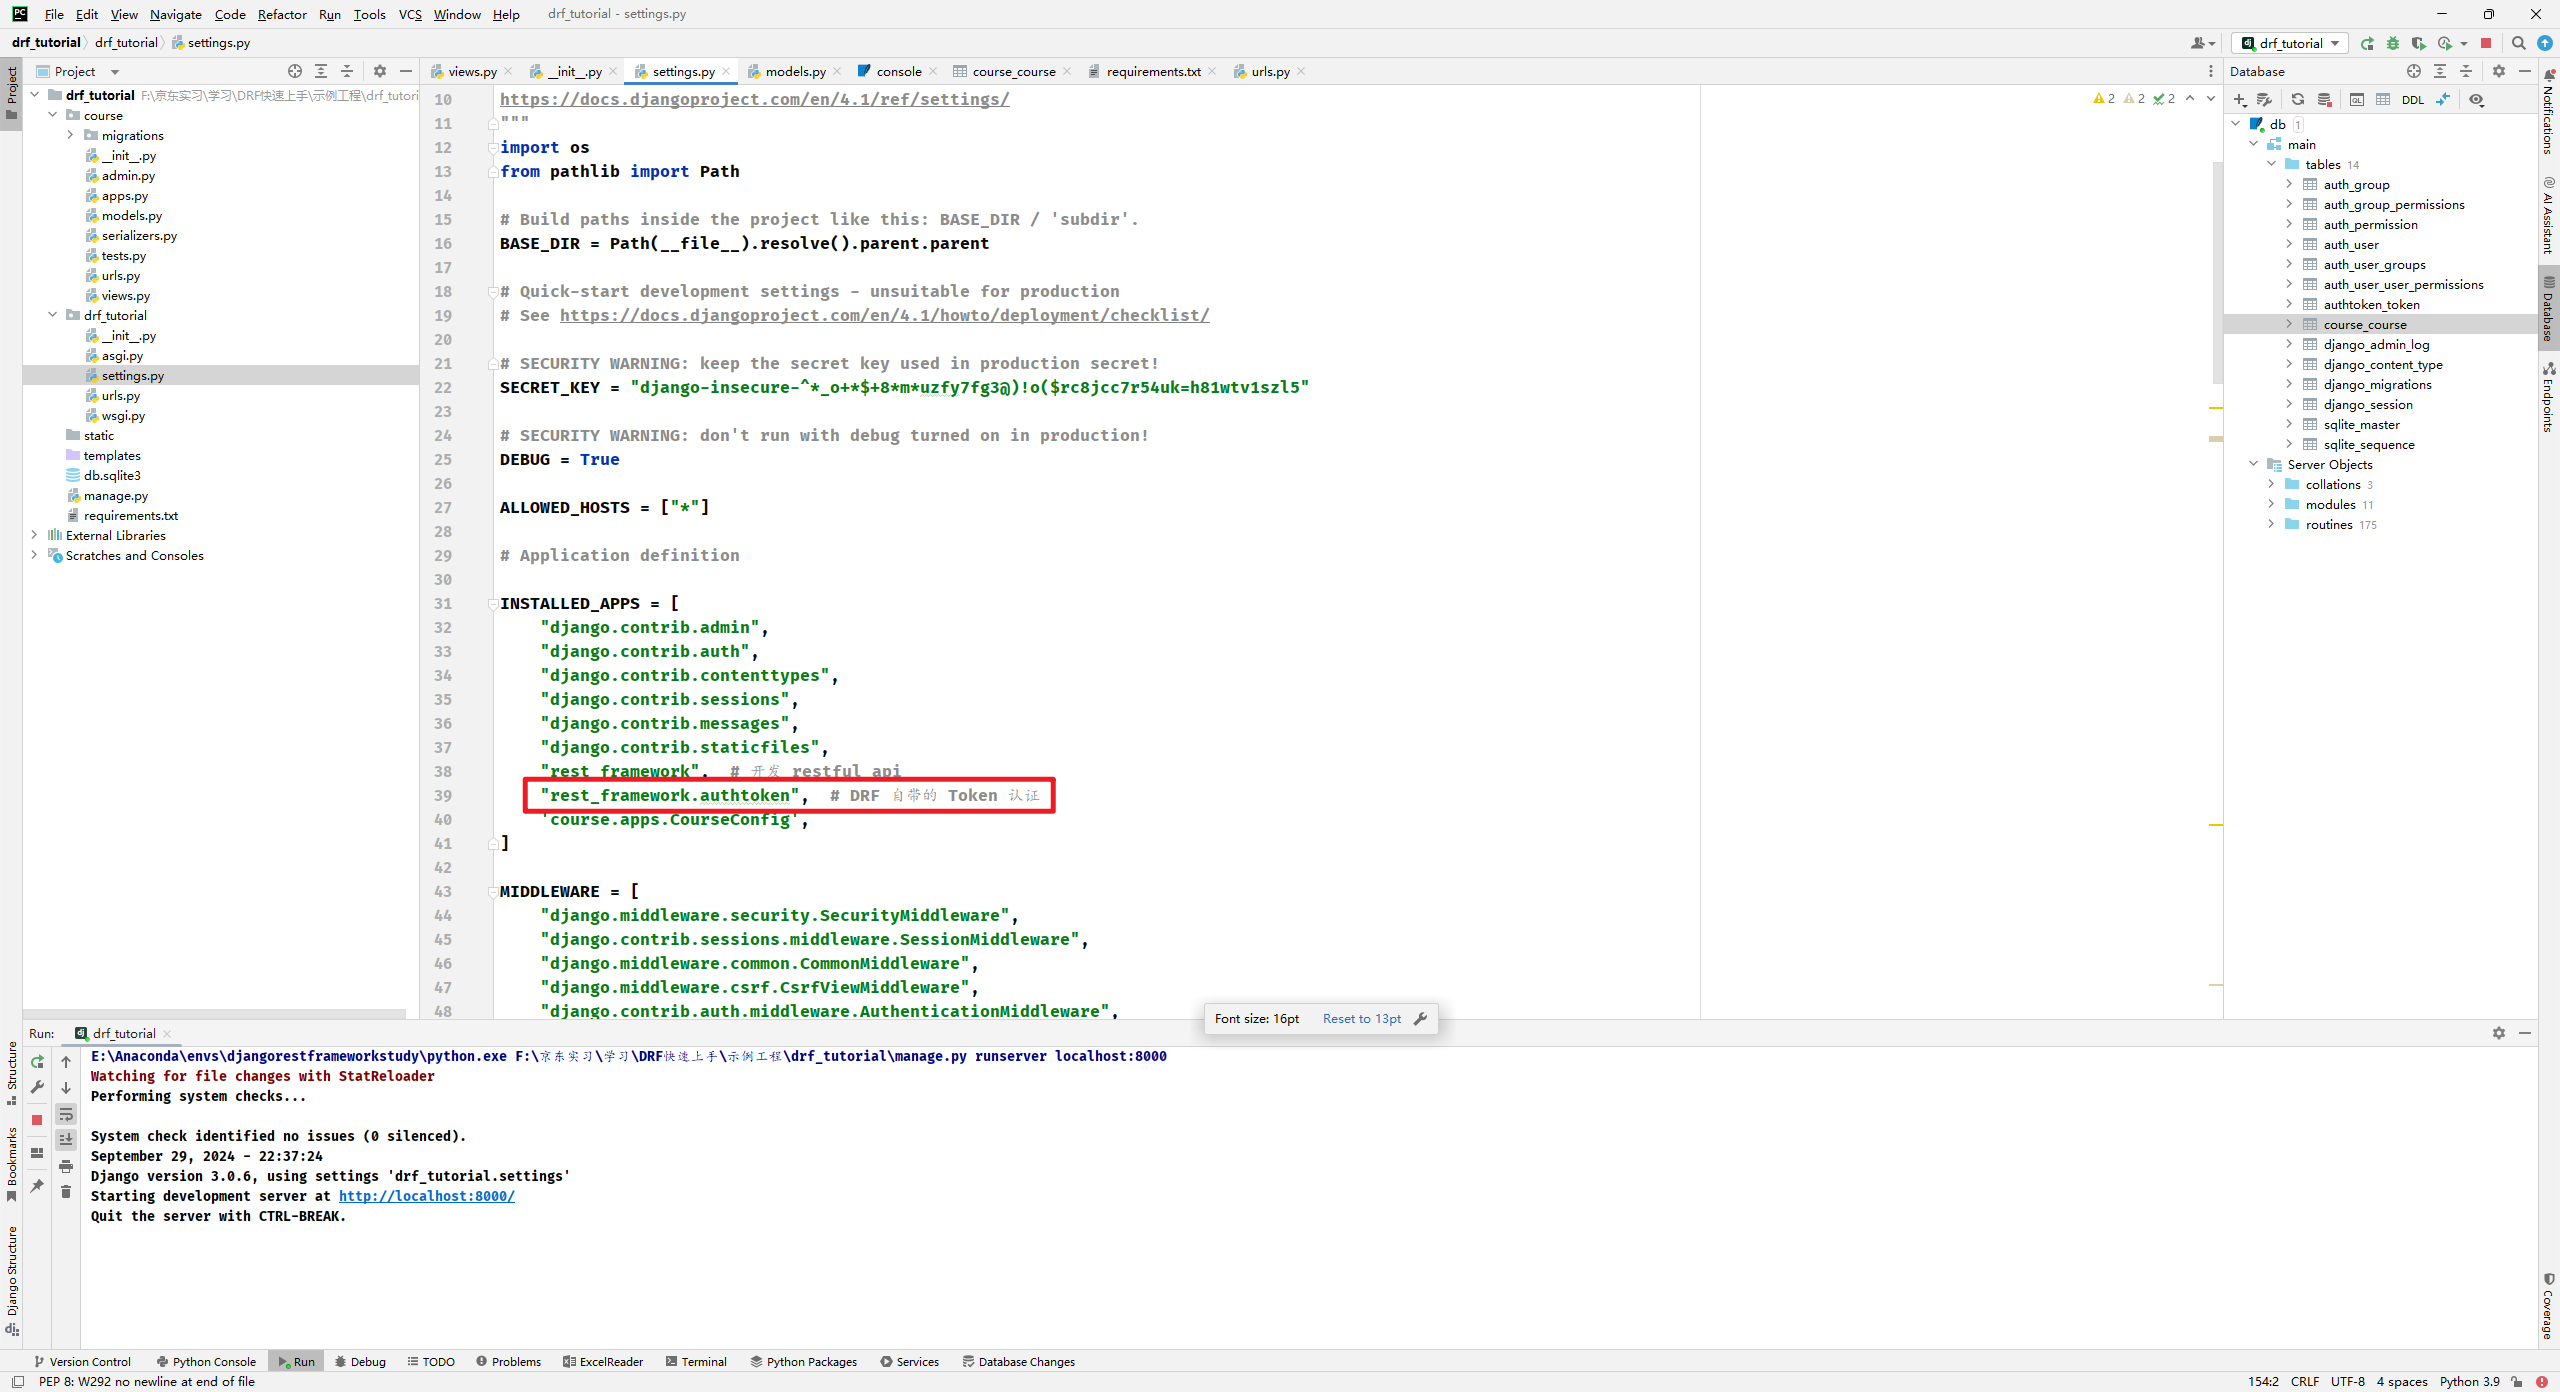 File Edit View Navigate Code Refactor Run Tools VCS Window Help drf_tutorial - settings.py
drf_tutorial drf_tutorial settings.py
drf_tutorial
Project
views.py __init__.py settings.py models.py console course_course requirements.txt urls.py
Database
drf_tutorial F:\京东实习\学习\DRF快速上手\示例工程\drf_tutori
course
migrations
__init__.py
admin.py
apps.py
models.py
serializers.py
tests.py
urls.py
views.py
drf_tutorial
__init__.py
asgi.py
settings.py
urls.py
wsgi.py
static
templates
db.sqlite3
manage.py
requirements.txt
External Libraries
Scratches and Consoles
2 2 2
10 https://docs.djangoproject.com/en/4.1/ref/settings/
11 """
12 import os
13 from pathlib import Path
14
15 # Build paths inside the project like this: BASE_DIR / 'subdir'.
16 BASE_DIR = Path(__file__).resolve().parent.parent
17
18 # Quick-start development settings - unsuitable for production
19 # See https://docs.djangoproject.com/en/4.1/howto/deployment/checklist/
20
21 # SECURITY WARNING: keep the secret key used in production secret!
22 SECRET_KEY = "django-insecure-^*_o+*$+8*m*uzfy7fg3@)!o($rc8jcc7r54uk=h81wtv1szl5"
23
24 # SECURITY WARNING: don't run with debug turned on in production!
25 DEBUG = True
26
27 ALLOWED_HOSTS = ["*"]
28
29 # Application definition
30
31 INSTALLED_APPS = [
32 "django.contrib.admin",
33 "django.contrib.auth",
34 "django.contrib.contenttypes",
35 "django.contrib.sessions",
36 "django.contrib.messages",
37 "django.contrib.staticfiles",
38 "rest_framework", # 开发 restful api
39 "rest_framework.authtoken", # DRF 自带的 Token 认证
40 'course.apps.CourseConfig',
41 ]
42
43 MIDDLEWARE = [
44 "django.middleware.security.SecurityMiddleware",
45 "django.contrib.sessions.middleware.SessionMiddleware",
46 "django.middleware.common.CommonMiddleware",
47 "django.middleware.csrf.CsrfViewMiddleware",
48 "django.contrib.auth.middleware.AuthenticationMiddleware",
Font size: 16pt Reset to 13pt
DDL
db 1
main
tables 14
auth_group
auth_group_permissions
auth_permission
auth_user
auth_user_groups
auth_user_user_permissions
authtoken_token
course_course
django_admin_log
django_content_type
django_migrations
django_session
sqlite_master
sqlite_sequence
Server Objects
collations 3
modules 11
routines 175
Notifications
AI Assistant
Database
Endpoints
Coverage
Project
Structure
Bookmarks
Django Structure
Run: drf_tutorial
E:\Anaconda\envs\djangorestframeworkstudy\python.exe F:\京东实习\学习\DRF快速上手\示例工程\drf_tutorial\manage.py runserver localhost:8000
Watching for file changes with StatReloader
Performing system checks...
System check identified no issues (0 silenced).
September 29, 2024 - 22:37:24
Django version 3.0.6, using settings 'drf_tutorial.settings'
Starting development server at http://localhost:8000/
Quit the server with CTRL-BREAK.
Version Control Python Console Run Debug TODO Problems ExcelReader Terminal Python Packages Services Database Changes
PEP 8: W292 no newline at end of file
154:2 CRLF UTF-8 4 spaces Python 3.9